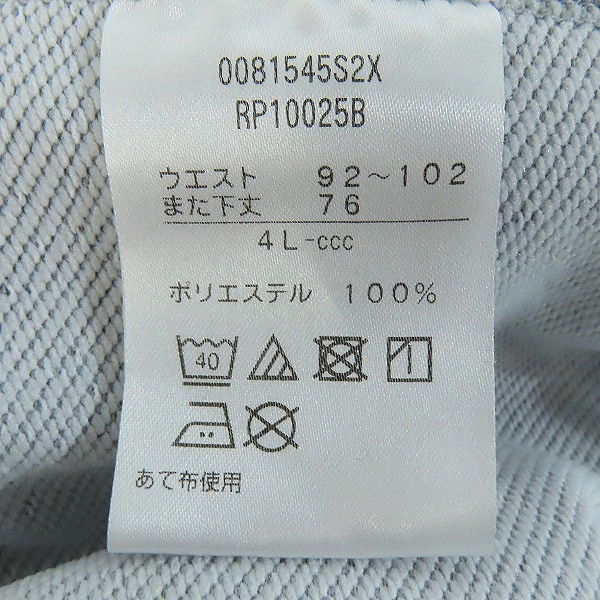 0081545S2X
RP10025B
ウエスト 92～102
また下丈 76
4L-ccc
ポリエステル 100%
40
あて布使用